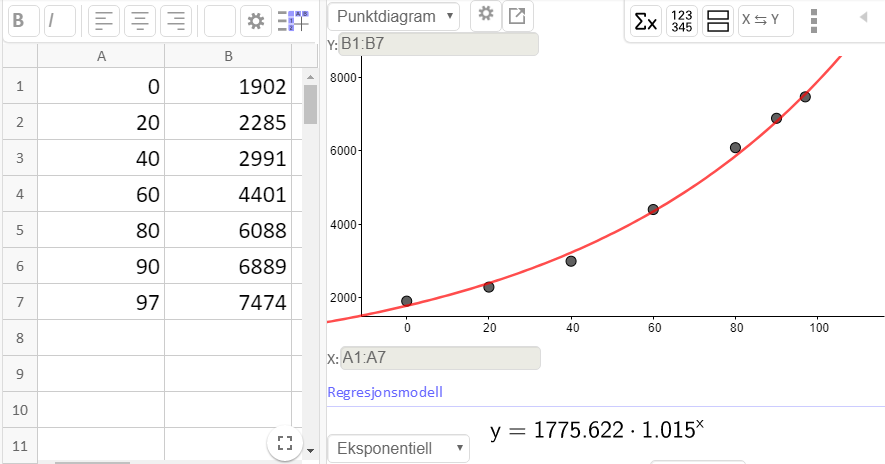 B I
Punktdiagram
Σx 123 345 X ⇆ Y
Y: B1:B7
A B
1 0 1902
2 20 2285
3 40 2991
4 60 4401
5 80 6088
6 90 6889
7 97 7474
8
9
10
11
8000
6000
4000
2000
0 20 40 60 80 100
X: A1:A7
Regresjonsmodell
Eksponentiell
y = 1775.622 · 1.015ˣ